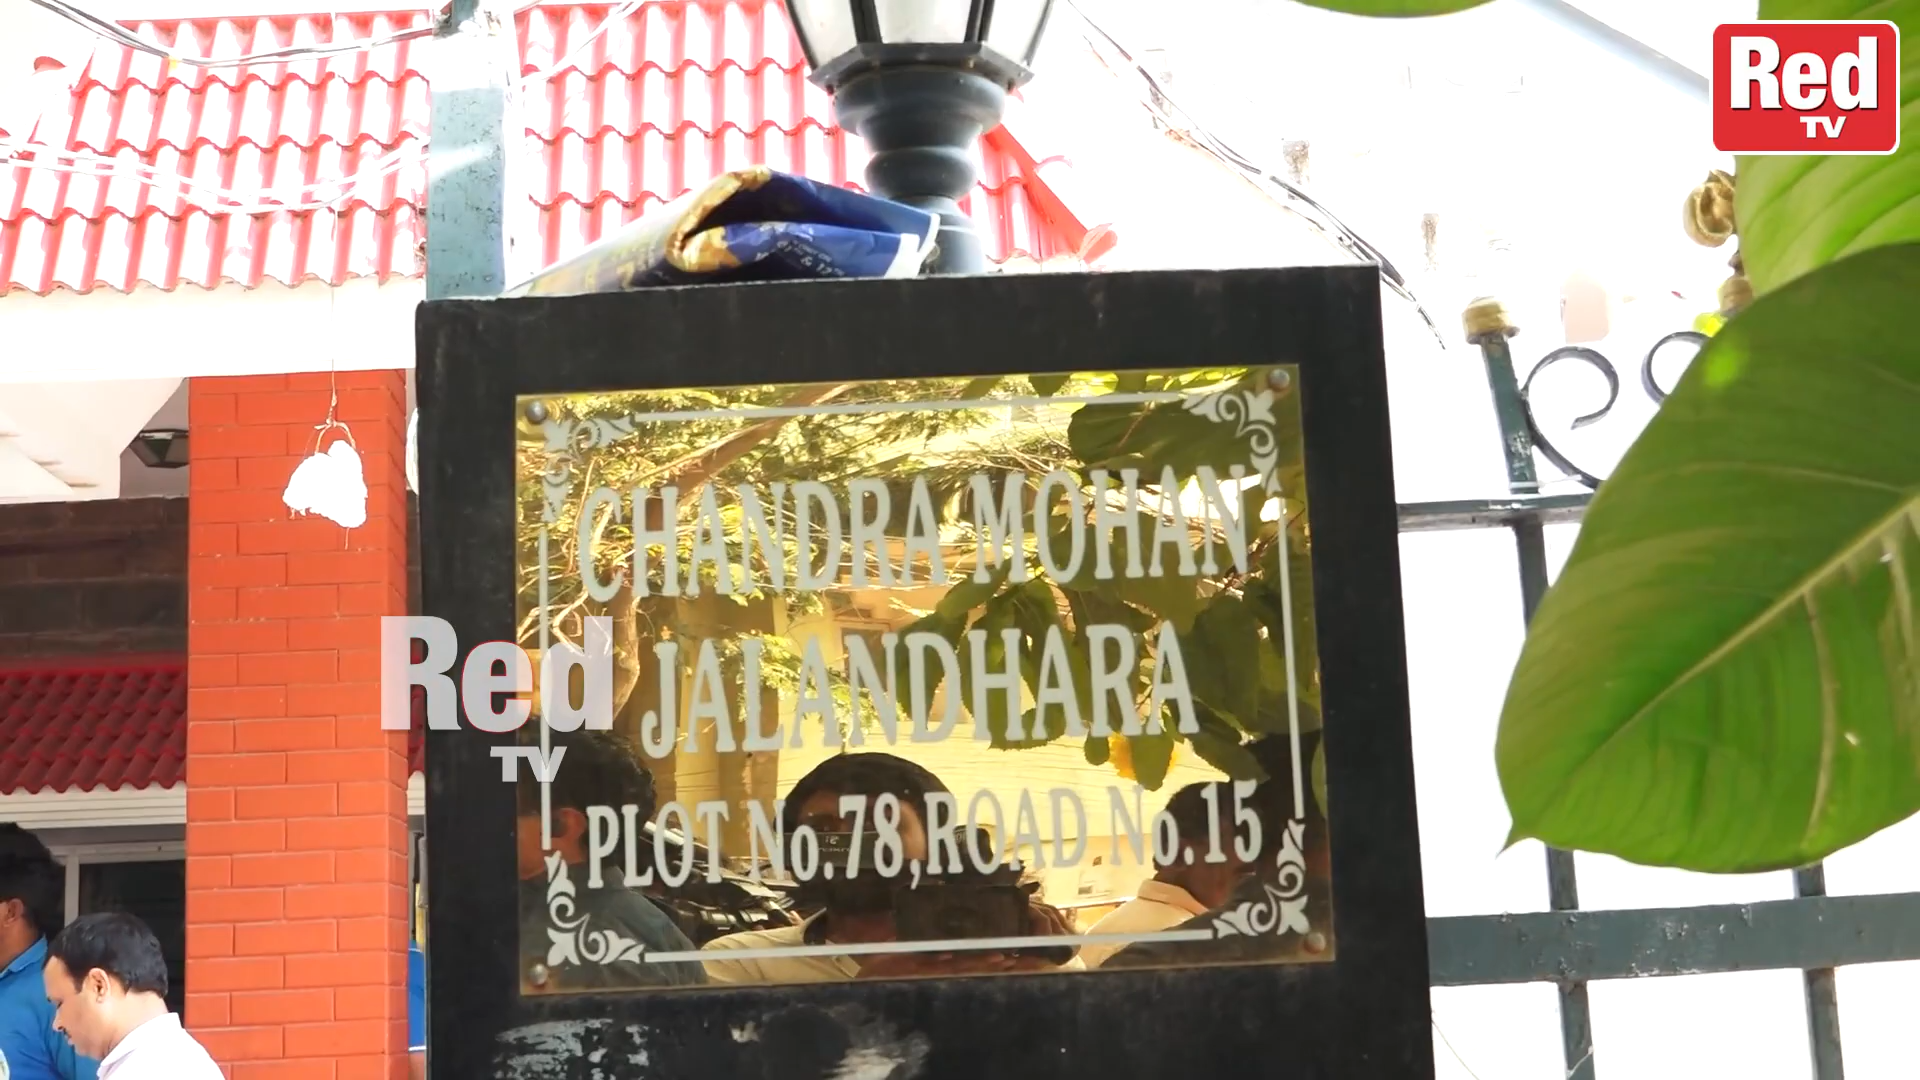 Red
TV
CHANDRA MOHAN
JALANDHARA
PLOT No.78,ROAD No.15
Red
TV